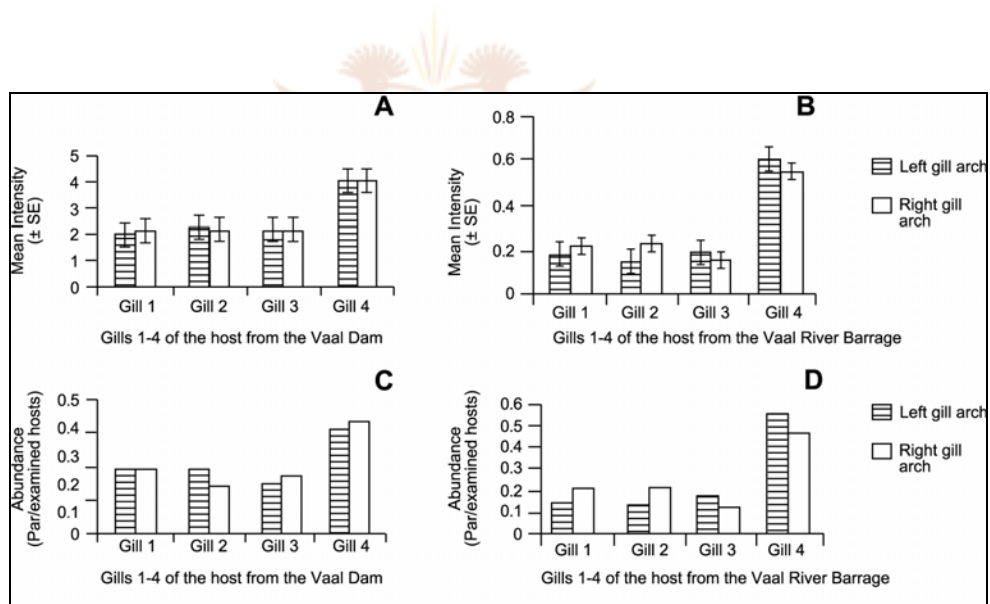 A
Mean Intensity
(± SE)
5
4
3
2
1
0
Gill 1 Gill 2 Gill 3 Gill 4
Gills 1-4 of the host from the Vaal Dam
B
Mean Intensity
(± SE)
0.8
0.6
0.4
0.2
0
Gill 1 Gill 2 Gill 3 Gill 4
Gills 1-4 of the host from the Vaal River Barrage
Left gill arch
Right gill
arch
C
Abundance
(Par/examined hosts)
0.5
0.4
0.3
0.2
0.1
0
Gill 1 Gill 2 Gill 3 Gill 4
Gills 1-4 of the host from the Vaal Dam
D
Abundance
(Par/examined hosts)
0.6
0.5
0.4
0.3
0.2
0.1
0
Gill 1 Gill 2 Gill 3 Gill 4
Gills 1-4 of the host from the Vaal River Barrage
Left gill arch
Right gill
arch